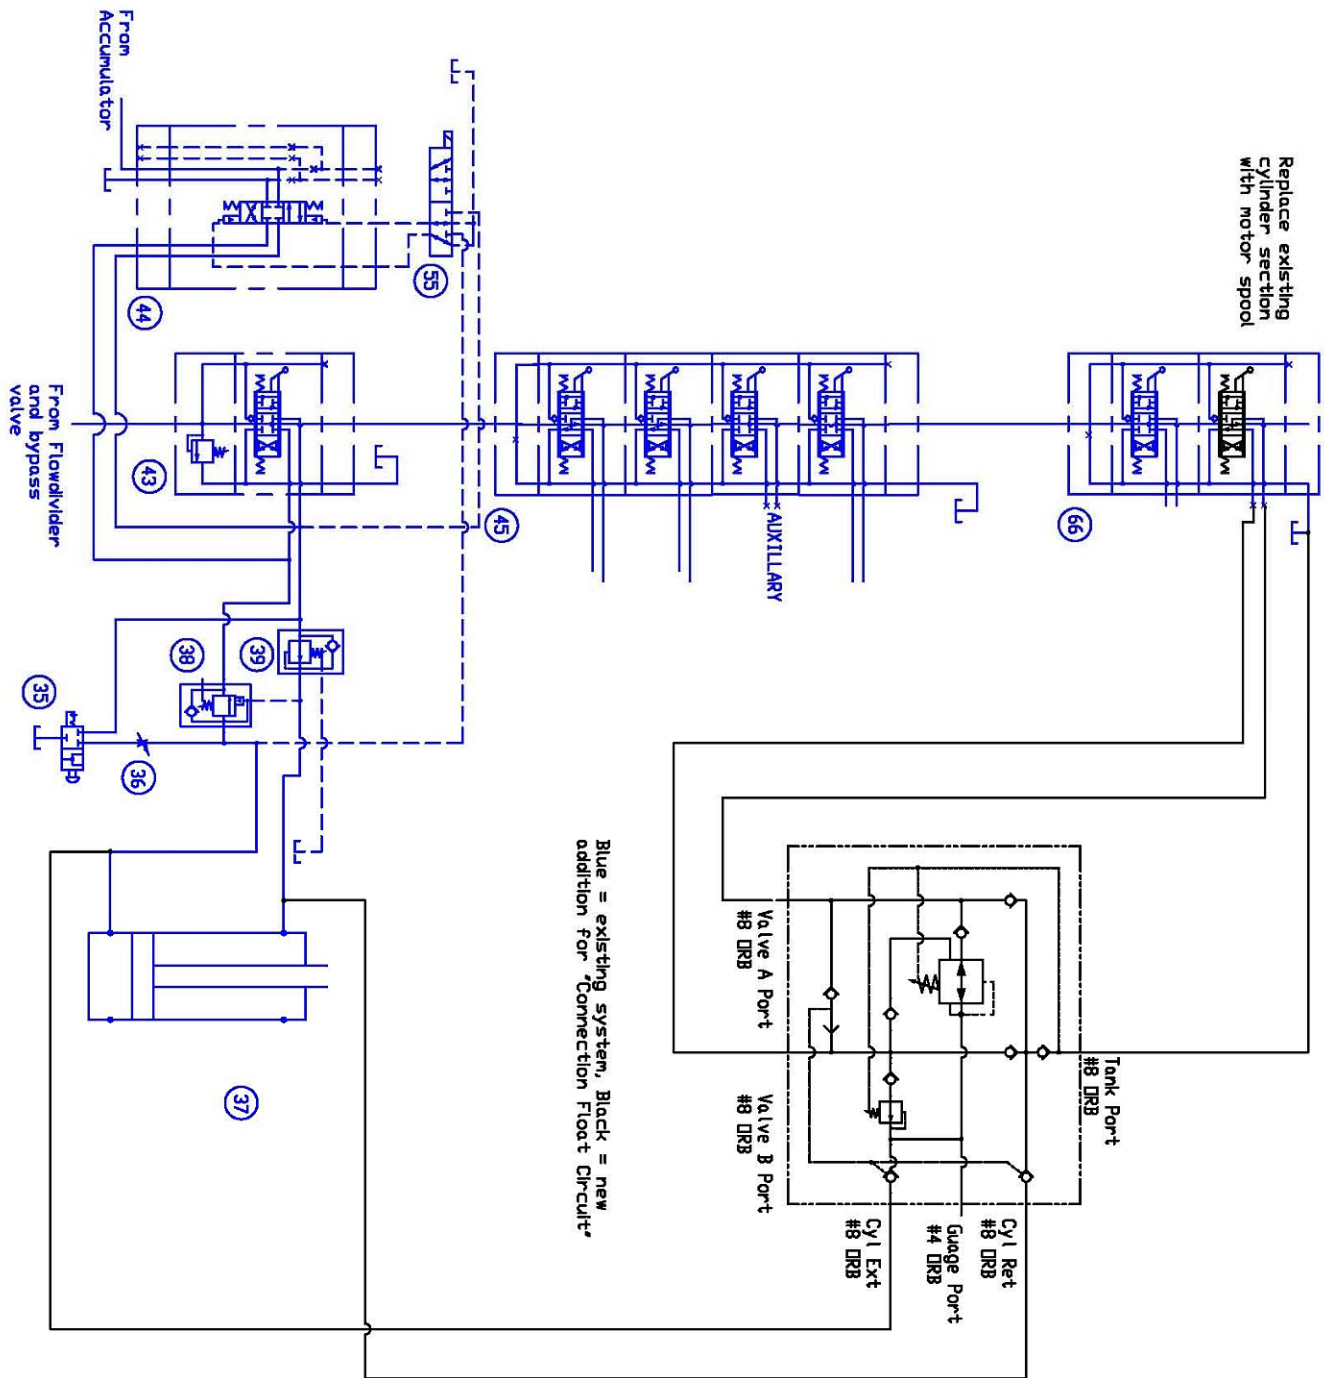 From
Accumulator
Replace existing
cylinder section
with motor spool
55
44
From Flowdivider
and bypass
valve
43
45
AUXILLARY
66
39
38
35
36
37
Blue = existing system, Black = new
addition for "Connection Float Circuit"
Valve A Port
#8 ORB
Valve B Port
#8 ORB
Tank Port
#8 ORB
Cyl Ret
#8 ORB
Guage Port
#4 ORB
Cyl Ext
#8 ORB